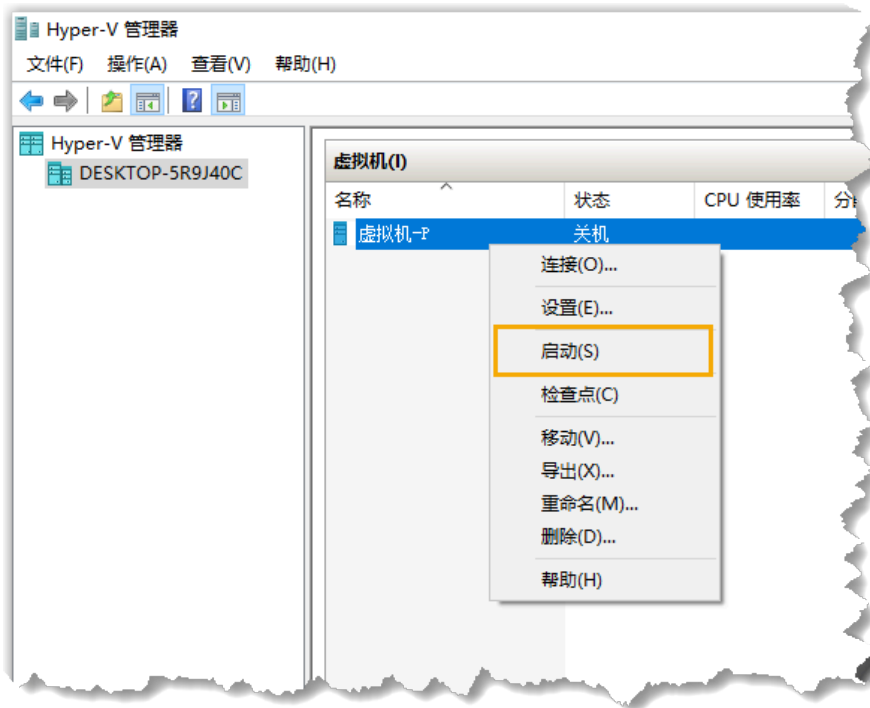 Hyper-V 管理器
文件(F) 操作(A) 查看(V) 帮助(H)
Hyper-V 管理器
DESKTOP-5R9J40C
虚拟机(I)
名称 状态 CPU 使用率
虚拟机-P 关机
连接(O)...
设置(E)...
启动(S)
检查点(C)
移动(V)...
导出(X)...
重命名(M)...
删除(D)...
帮助(H)